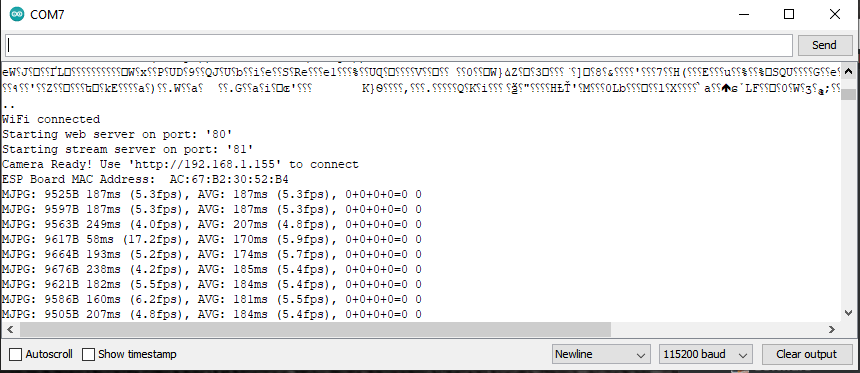 COM7
Send
..
WiFi connected
Starting web server on port: '80'
Starting stream server on port: '81'
Camera Ready! Use 'http://192.168.1.155' to connect
ESP Board MAC Address:  AC:67:B2:30:52:B4
MJPG: 9525B 187ms (5.3fps), AVG: 187ms (5.3fps), 0+0+0+0=0 0
MJPG: 9597B 187ms (5.3fps), AVG: 187ms (5.3fps), 0+0+0+0=0 0
MJPG: 9563B 249ms (4.0fps), AVG: 207ms (4.8fps), 0+0+0+0=0 0
MJPG: 9617B 58ms (17.2fps), AVG: 170ms (5.9fps), 0+0+0+0=0 0
MJPG: 9664B 193ms (5.2fps), AVG: 174ms (5.7fps), 0+0+0+0=0 0
MJPG: 9676B 238ms (4.2fps), AVG: 185ms (5.4fps), 0+0+0+0=0 0
MJPG: 9621B 182ms (5.5fps), AVG: 184ms (5.4fps), 0+0+0+0=0 0
MJPG: 9586B 160ms (6.2fps), AVG: 181ms (5.5fps), 0+0+0+0=0 0
MJPG: 9505B 207ms (4.8fps), AVG: 184ms (5.4fps), 0+0+0+0=0 0
Autoscroll Show timestamp Newline 115200 baud Clear output